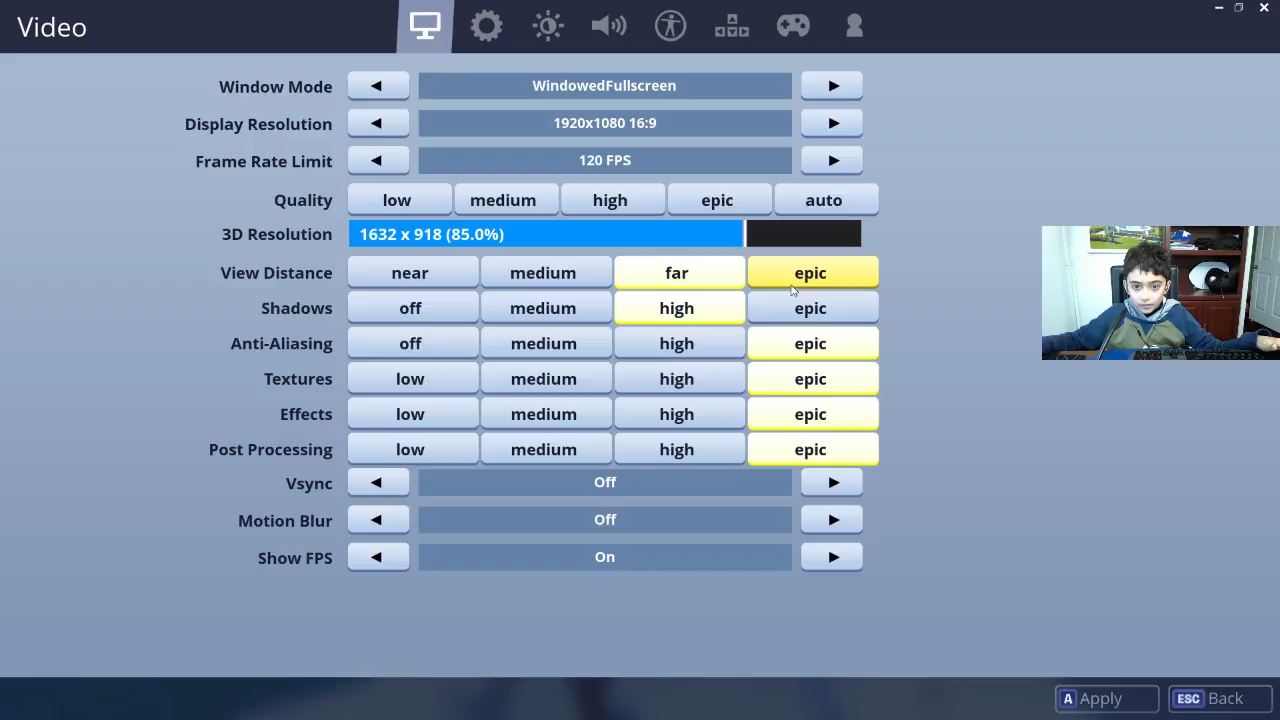 Video
Window Mode WindowedFullscreen
Display Resolution 1920x1080 16:9
Frame Rate Limit 120 FPS
Quality low medium high epic auto
3D Resolution 1632 x 918 (85.0%)
View Distance near medium far epic
Shadows off medium high epic
Anti-Aliasing off medium high epic
Textures low medium high epic
Effects low medium high epic
Post Processing low medium high epic
Vsync Off
Motion Blur Off
Show FPS On
A Apply ESC Back